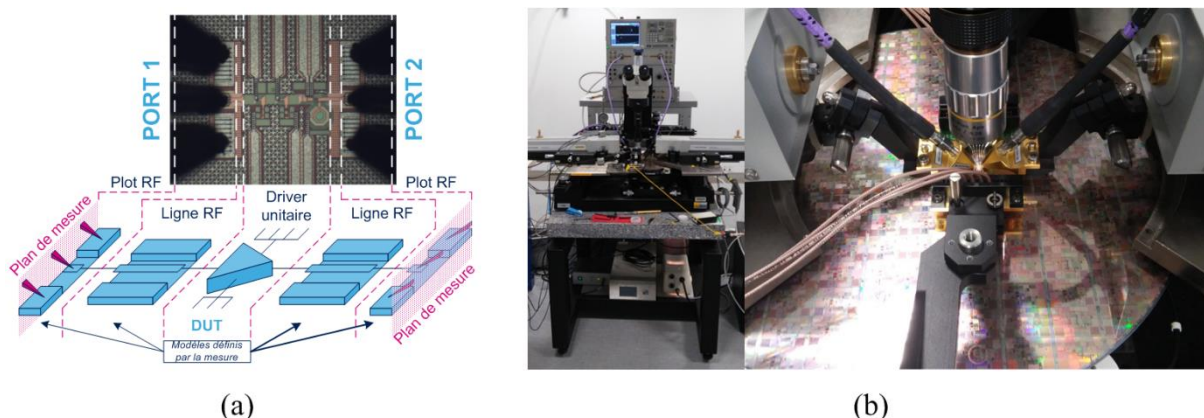 PORT 1
PORT 2
Plot RF
Plot RF
Ligne RF
Driver
unitaire
Ligne RF
Plan de mesure
Plan de mesure
DUT
Modèles définis
par la mesure
(a)
(b)